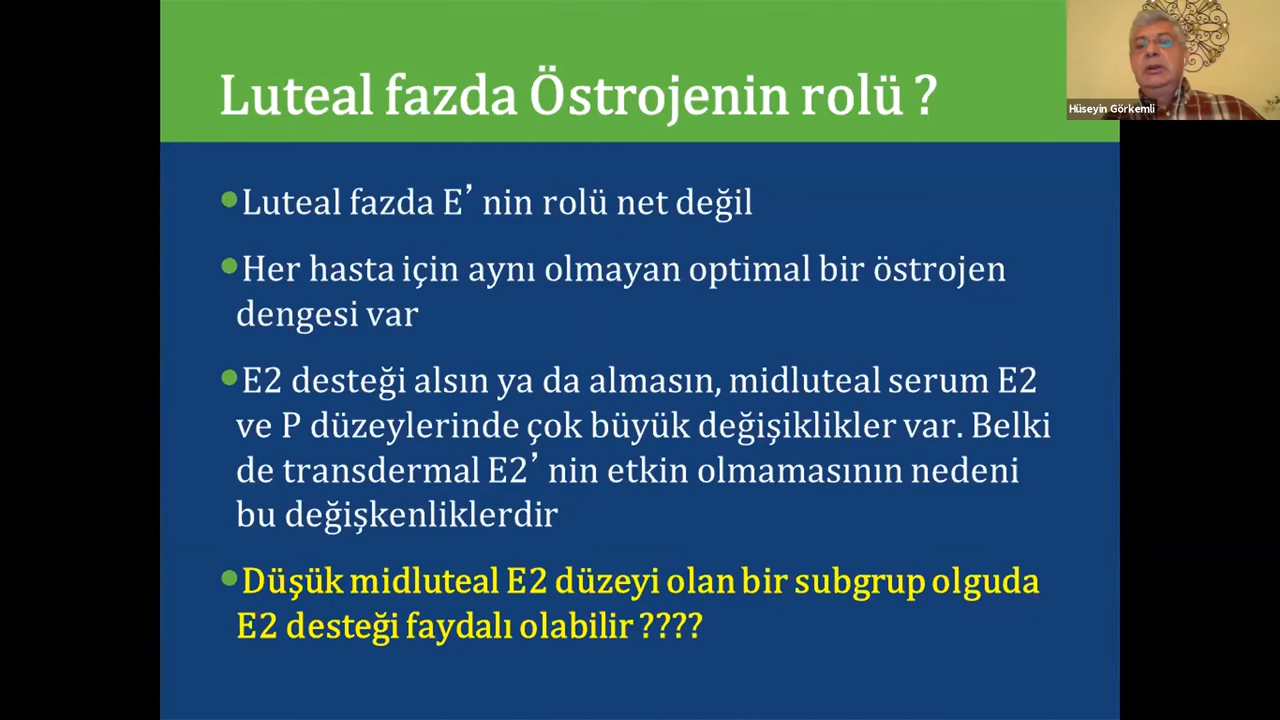 Luteal fazda Östrojenin rolü ?
Hüseyin Görkemli
•Luteal fazda E’ nin rolü net değil
•Her hasta için aynı olmayan optimal bir östrojen
dengesi var
•E2 desteği alsın ya da almasın, midluteal serum E2
ve P düzeylerinde çok büyük değişiklikler var. Belki
de transdermal E2’ nin etkin olmamasının nedeni
bu değişkenliklerdir
•Düşük midluteal E2 düzeyi olan bir subgrup olguda
E2 desteği faydalı olabilir ????